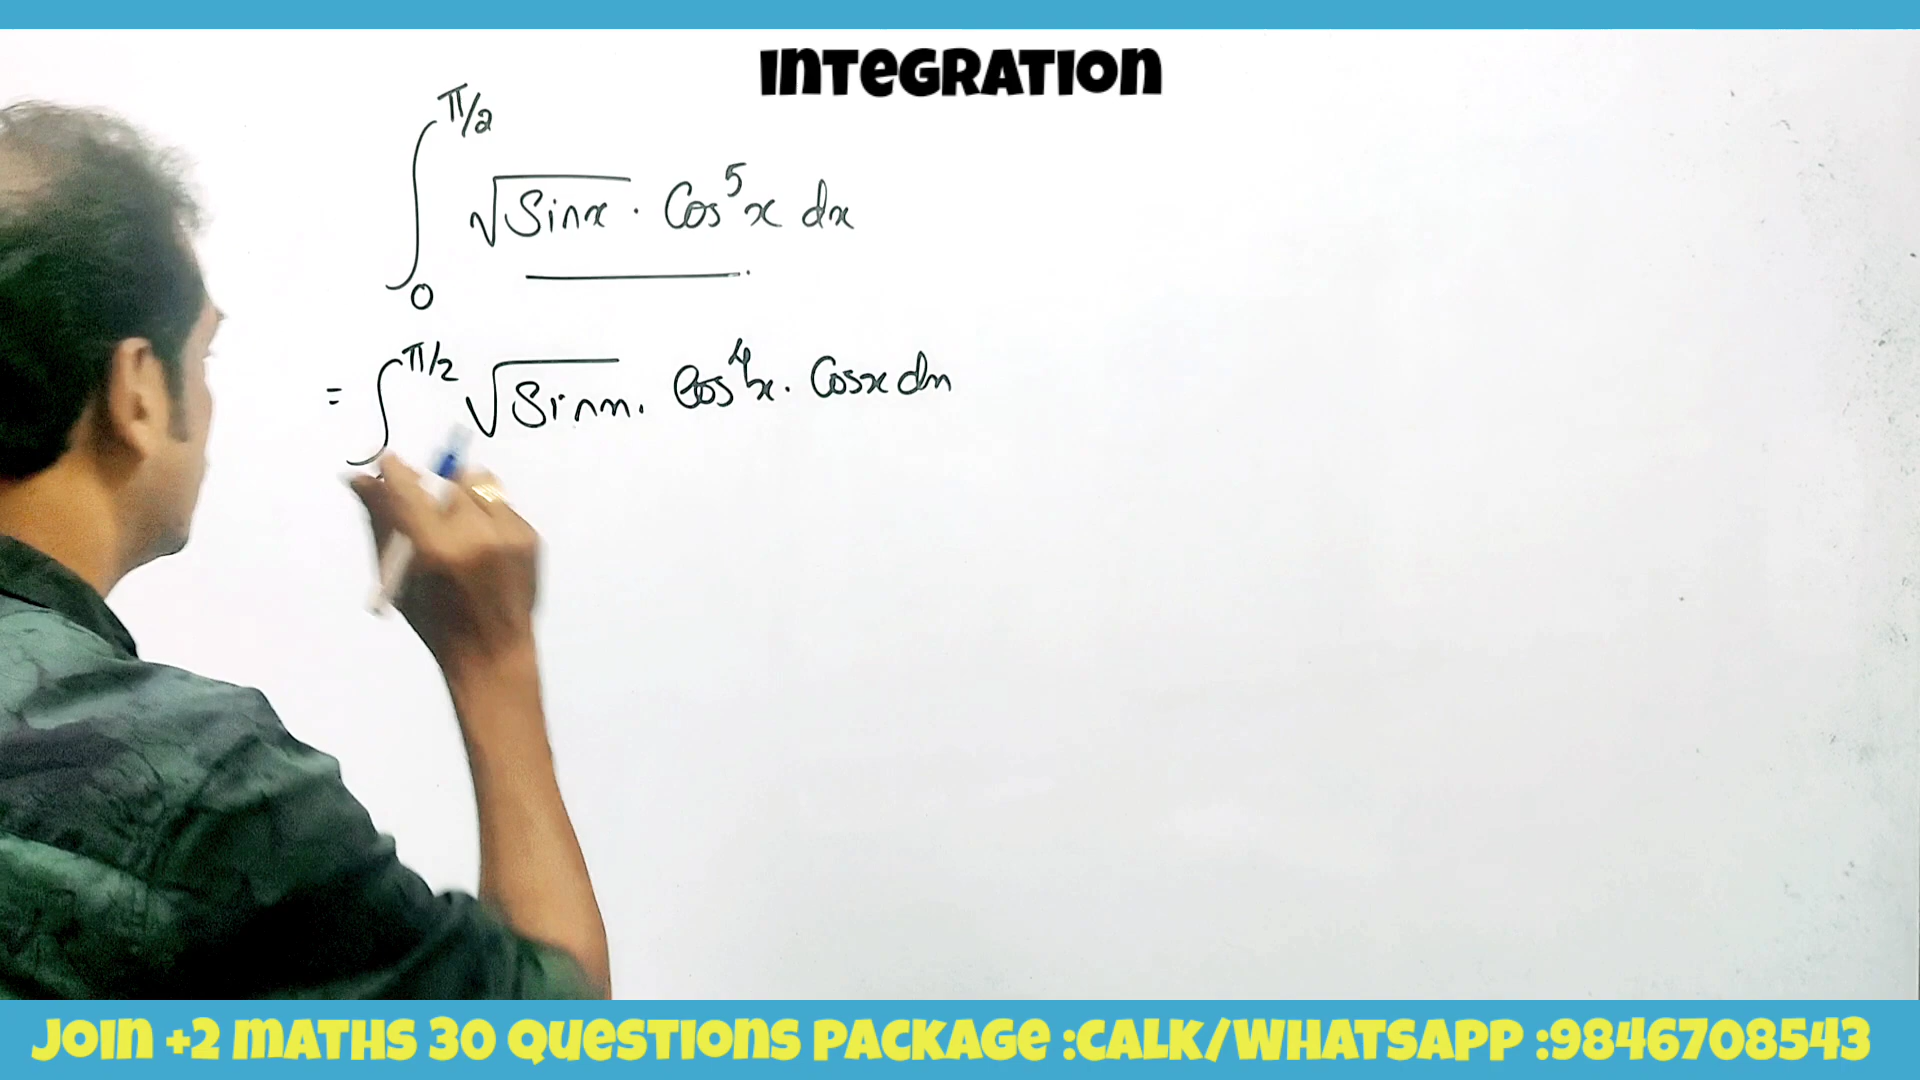 INTEGRATION
∫₀^π/2 √Sinx · Cos⁵x dx
= ∫^π/2 √Sinx · Cos⁴x · Cosx dx
JOIN +2 MATHS 30 QUESTIONS PACKAGE :CALK/WHATSAPP :9846708543